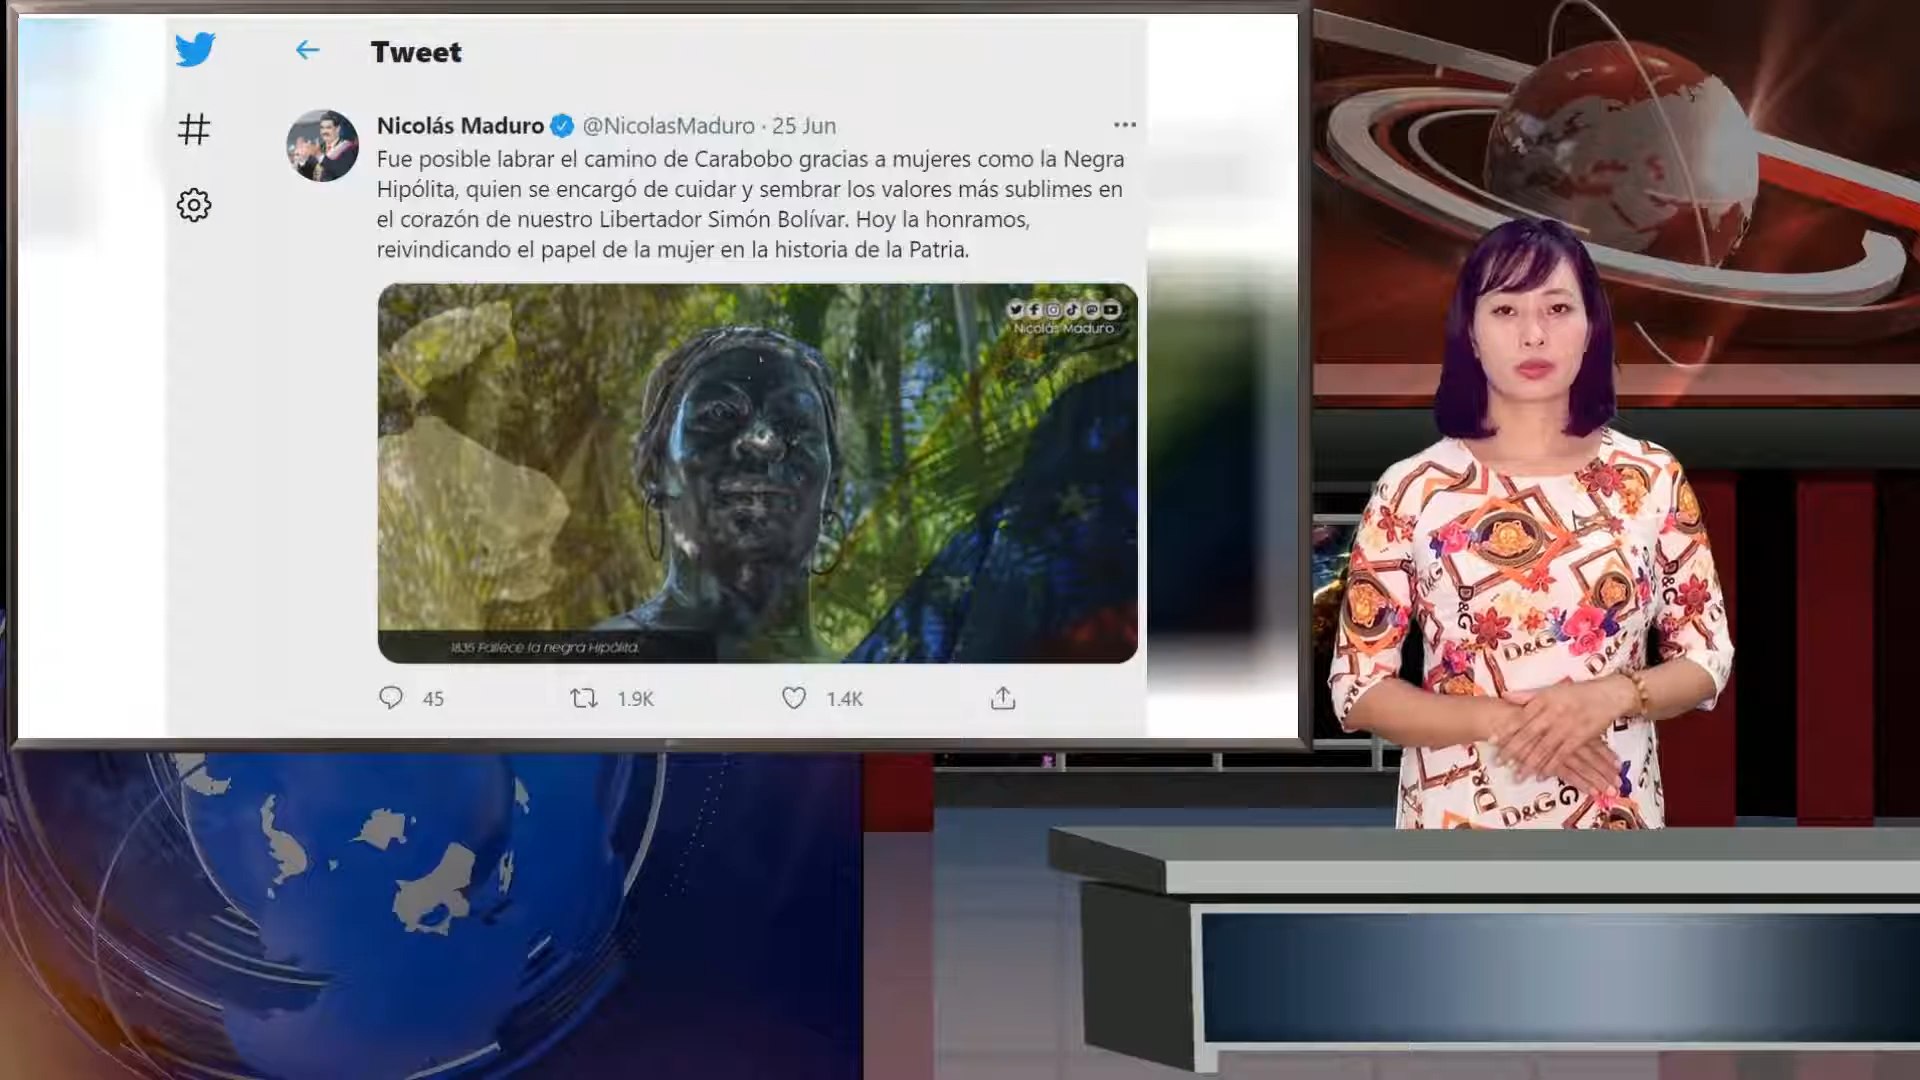 Tweet
Nicolás Maduro @NicolasMaduro · 25 Jun
Fue posible labrar el camino de Carabobo gracias a mujeres como la Negra
Hipólita, quien se encargó de cuidar y sembrar los valores más sublimes en
el corazón de nuestro Libertador Simón Bolívar. Hoy la honramos,
reivindicando el papel de la mujer en la historia de la Patria.
Nicolás Maduro
1835 Fallece la negra Hipólita.
45 1.9K 1.4K
D&G
D&G
D&G
D&G